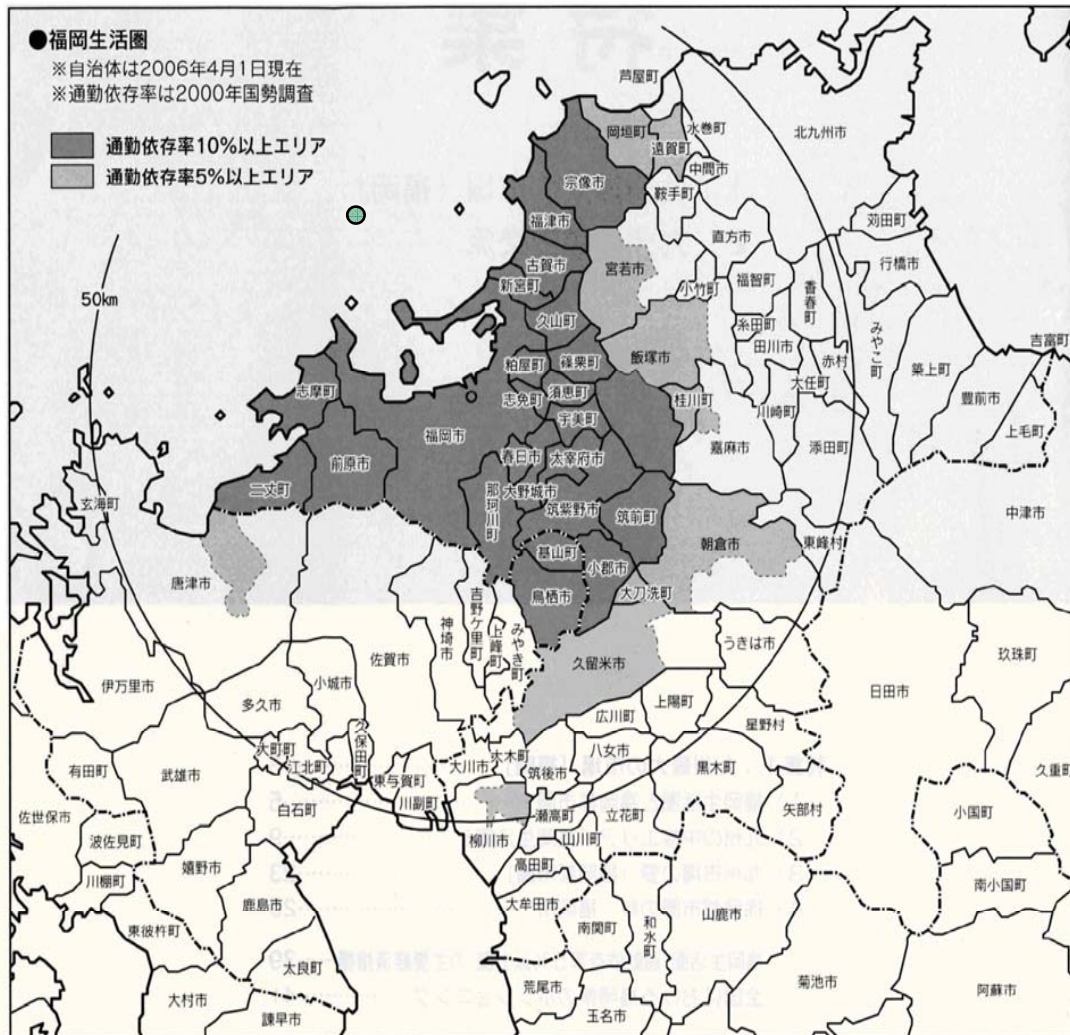 ●福岡生活圏
※自治体は2006年4月1日現在
※通勤依存率は2000年国勢調査
通勤依存率10%以上エリア
通勤依存率5%以上エリア
50km
芦屋町
岡垣町
水巻町
北九州市
遠賀町
中間市
宗像市
鞍手町
福津市
直方市
苅田町
古賀市
宮若市
行橋市
新宮町
小竹町
福智町
香春町
久山町
糸田町
みやこ町
吉富町
粕屋町
篠栗町
飯塚市
田川市
赤村
築上町
志摩町
志免町
須恵町
桂川町
大任町
豊前市
宇美町
川崎町
上毛町
福岡市
嘉麻市
添田町
前原市
春日市
太宰府市
二丈町
大野城市
玄海町
那珂川町
筑紫野市
筑前町
中津市
朝倉市
東峰村
基山町
小郡市
唐津市
鳥栖市
大刀洗町
吉野ケ里町
神埼市
上峰町
みやき町
うきは市
佐賀市
久留米市
玖珠町
伊万里市
小城市
上陽町
日田市
多久市
広川町
星野村
久保田町
大町町
大木町
八女市
江北町
東与賀町
大川市
筑後市
黒木町
有田町
武雄市
川副町
久重町
白石町
瀬高町
立花町
矢部村
小国町
佐世保市
波佐見町
柳川市
山川町
嬉野市
高田町
川棚町
南小国町
鹿島市
大牟田市
南関町
和水町
山鹿市
東彼杵町
太良町
荒尾市
菊池市
阿蘇市
大村市
諫早市
玉名市